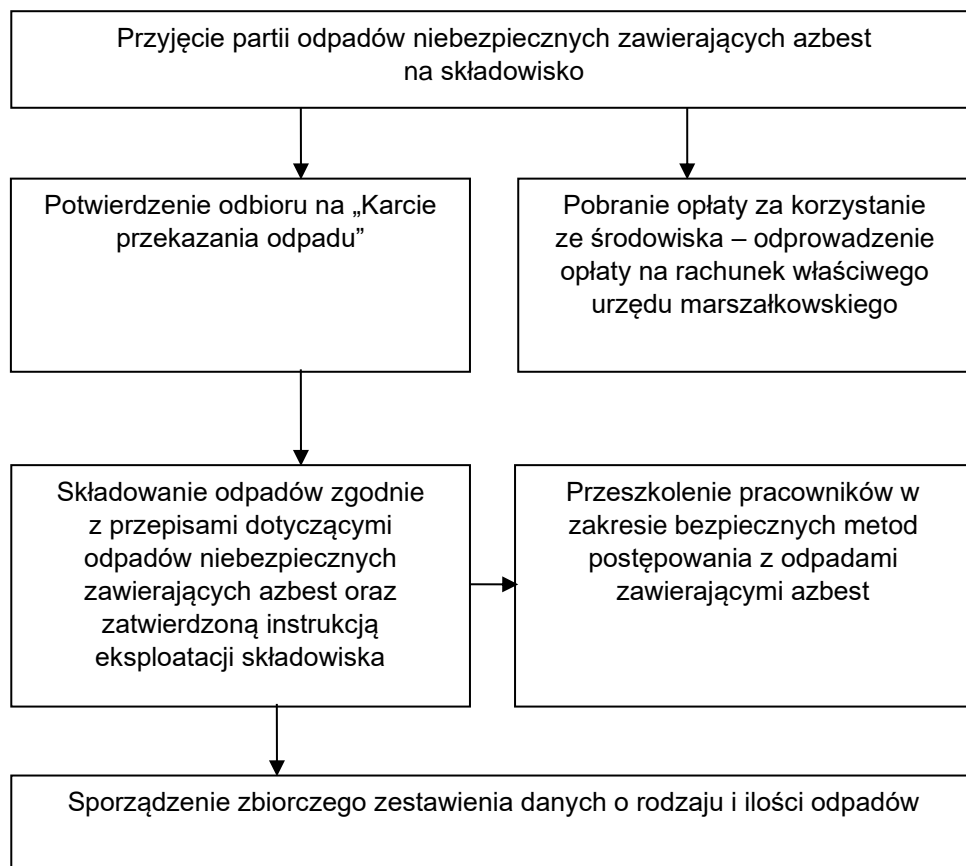 Przyjęcie partii odpadów niebezpiecznych zawierających azbest
na składowisko
Potwierdzenie odbioru na „Karcie
przekazania odpadu”
Pobranie opłaty za korzystanie
ze środowiska – odprowadzenie
opłaty na rachunek właściwego
urzędu marszałkowskiego
Składowanie odpadów zgodnie
z przepisami dotyczącymi
odpadów niebezpiecznych
zawierających azbest oraz
zatwierdzoną instrukcją
eksploatacji składowiska
Przeszkolenie pracowników w
zakresie bezpiecznych metod
postępowania z odpadami
zawierającymi azbest
Sporządzenie zbiorczego zestawienia danych o rodzaju i ilości odpadów